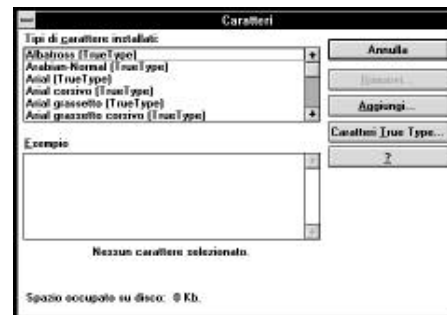 Caratteri
Tipi di carattere installati:
Albatross (TrueType)
Arabian-Normal (TrueType)
Arial (TrueType)
Arial corsivo (TrueType)
Arial grassetto (TrueType)
Arial grassetto corsivo (TrueType)
Annulla
Rimuovi...
Aggiungi...
Caratteri True Type...
?
Esempio
Nessun carattere selezionato.
Spazio occupato su disco: 0 Kb.